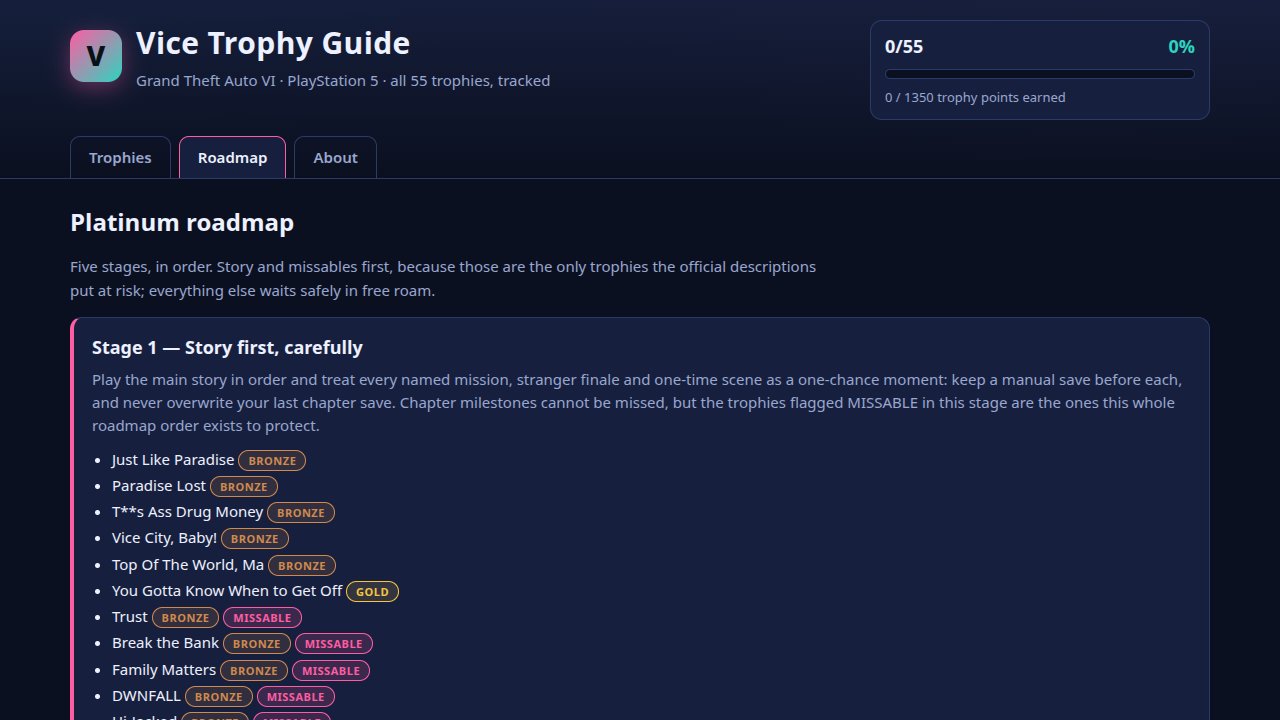 V
Vice Trophy Guide
Grand Theft Auto VI · PlayStation 5 · all 55 trophies, tracked
0/55 0%
0 / 1350 trophy points earned
Trophies Roadmap About
Platinum roadmap
Five stages, in order. Story and missables first, because those are the only trophies the official descriptions
put at risk; everything else waits safely in free roam.
Stage 1 — Story first, carefully
Play the main story in order and treat every named mission, stranger finale and one-time scene as a one-chance moment: keep a manual save before each,
and never overwrite your last chapter save. Chapter milestones cannot be missed, but the trophies flagged MISSABLE in this stage are the ones this whole
roadmap order exists to protect.
• Just Like Paradise BRONZE
• Paradise Lost BRONZE
• T**s Ass Drug Money BRONZE
• Vice City, Baby! BRONZE
• Top Of The World, Ma BRONZE
• You Gotta Know When to Get Off GOLD
• Trust BRONZE MISSABLE
• Break the Bank BRONZE MISSABLE
• Family Matters BRONZE MISSABLE
• DWNFALL BRONZE MISSABLE